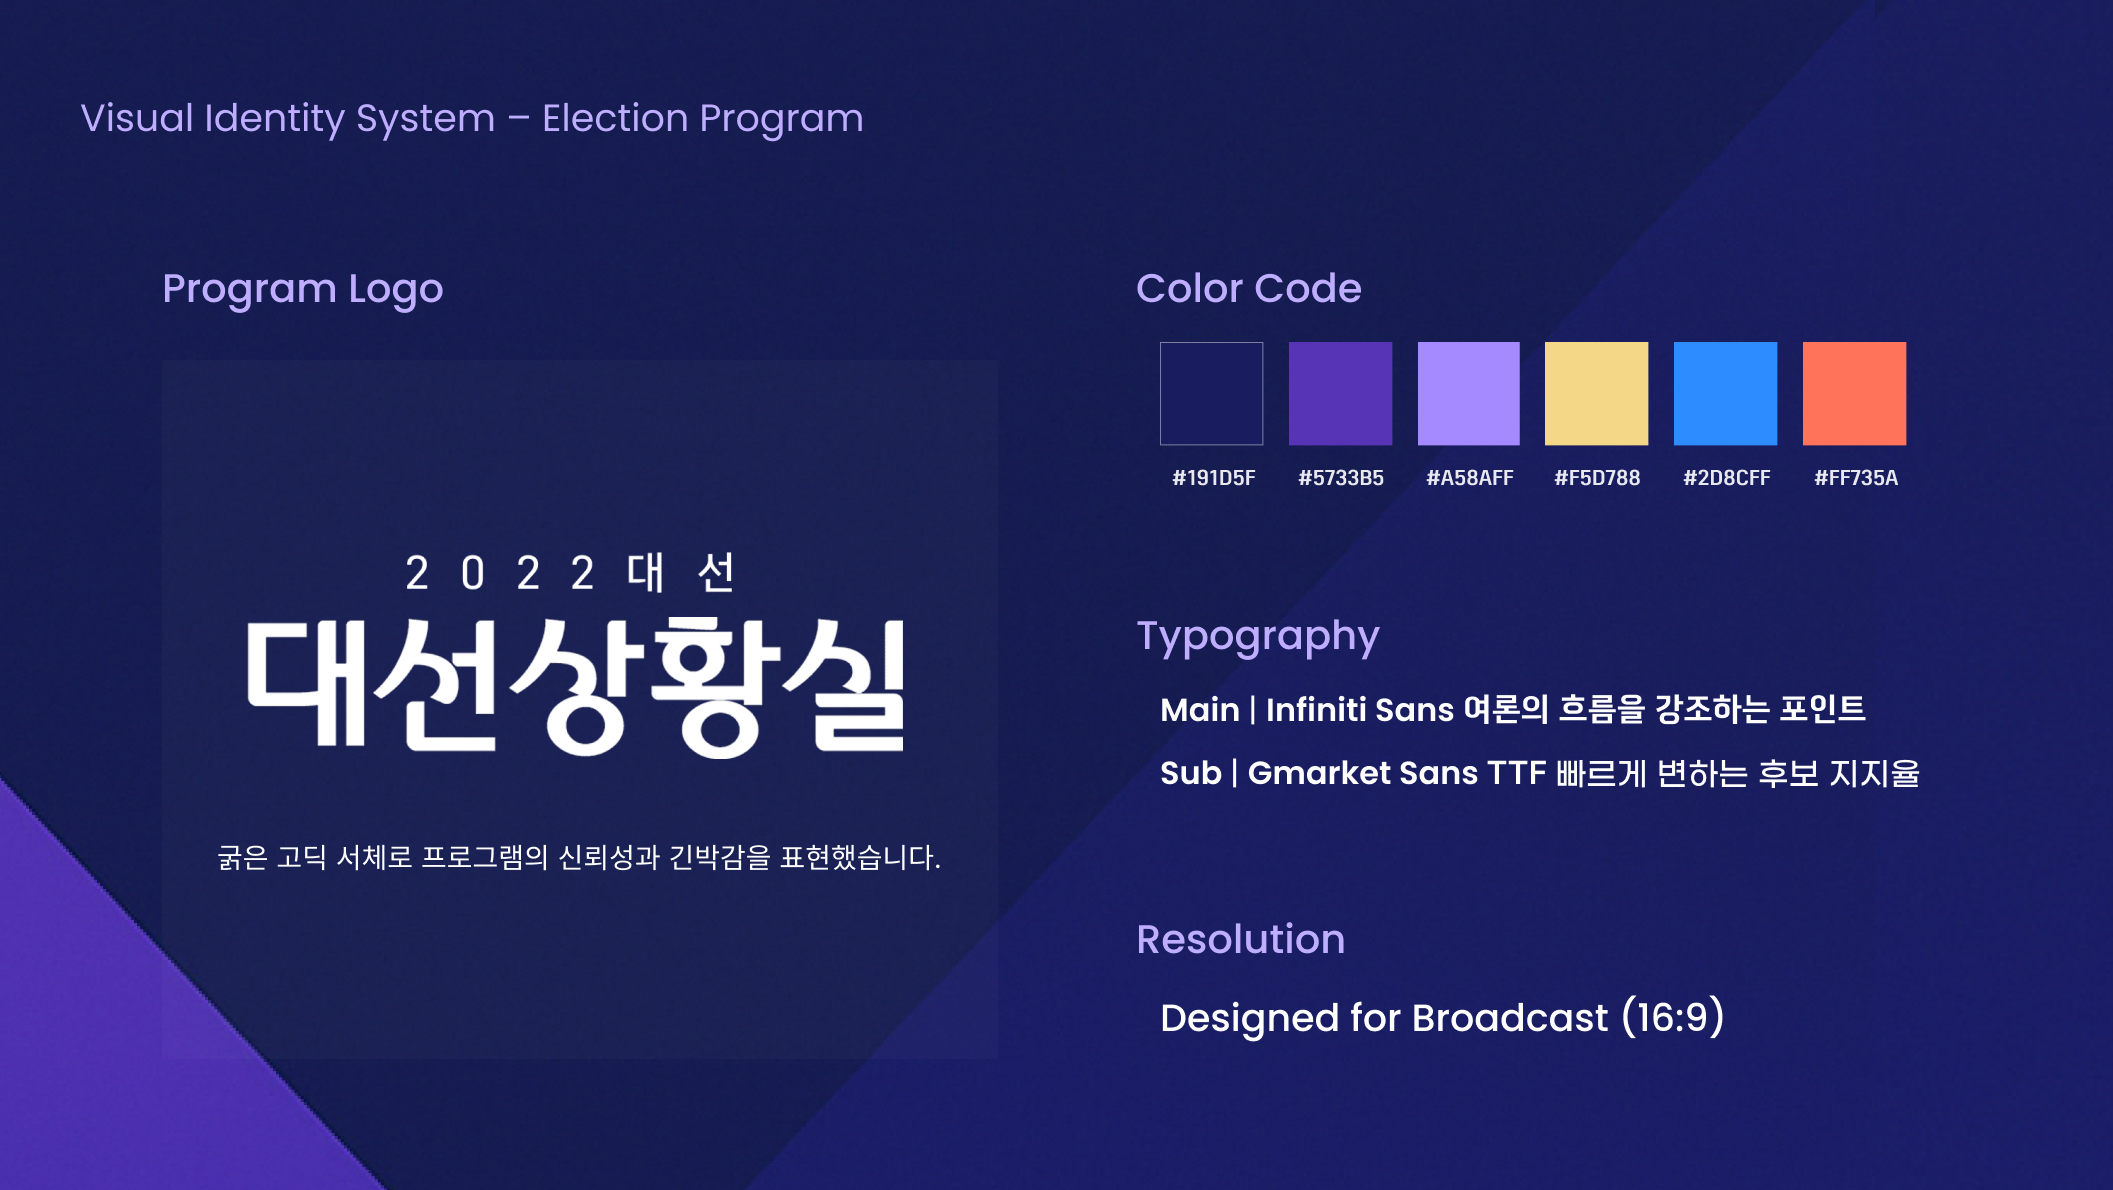 Visual Identity System – Election Program
Program Logo
2022대선
대선상황실
굵은 고딕 서체로 프로그램의 신뢰성과 긴박감을 표현했습니다.
Color Code
#191D5F #5733B5 #A58AFF #F5D788 #2D8CFF #FF735A
Typography
Main | Infiniti Sans 여론의 흐름을 강조하는 포인트
Sub | Gmarket Sans TTF 빠르게 변하는 후보 지지율
Resolution
Designed for Broadcast (16:9)